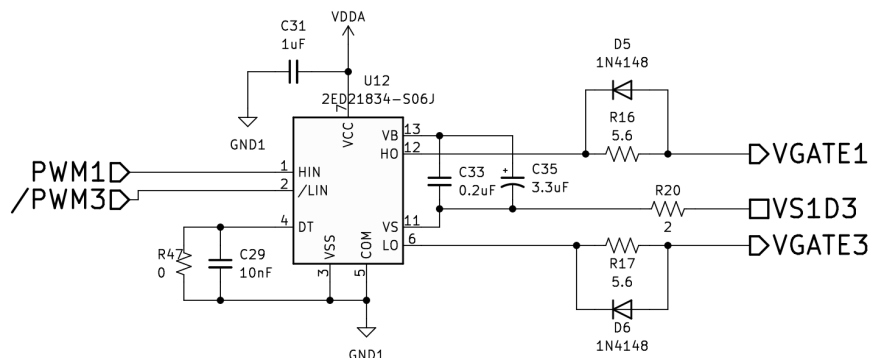 VDDA
C31
1uF
U12
2ED21834-S06J
7
VCC
GND1
D5
1N4148
R16
5.6
VB
13
HO
12
VGATE1
PWM1
1
HIN
/PWM3
2
/LIN
C33
0.2uF
+
C35
3.3uF
R20
2
VS1D3
4
DT
VS
11
LO
6
VGATE3
R47
0
C29
10nF
VSS
3
COM
5
R17
5.6
D6
1N4148
GND1